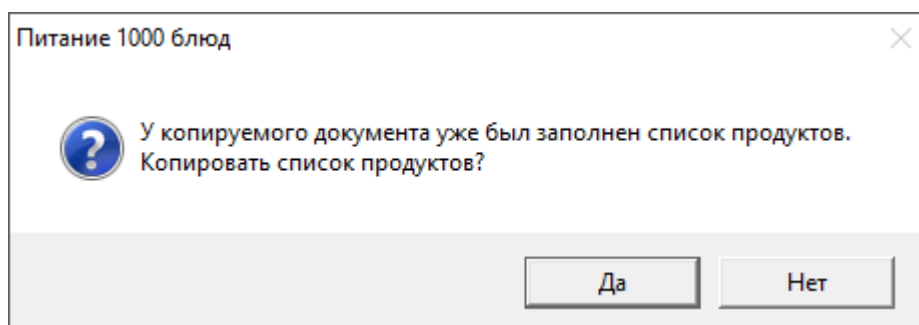 Питание 1000 блюд
У копируемого документа уже был заполнен список продуктов.
Копировать список продуктов?
Да
Нет